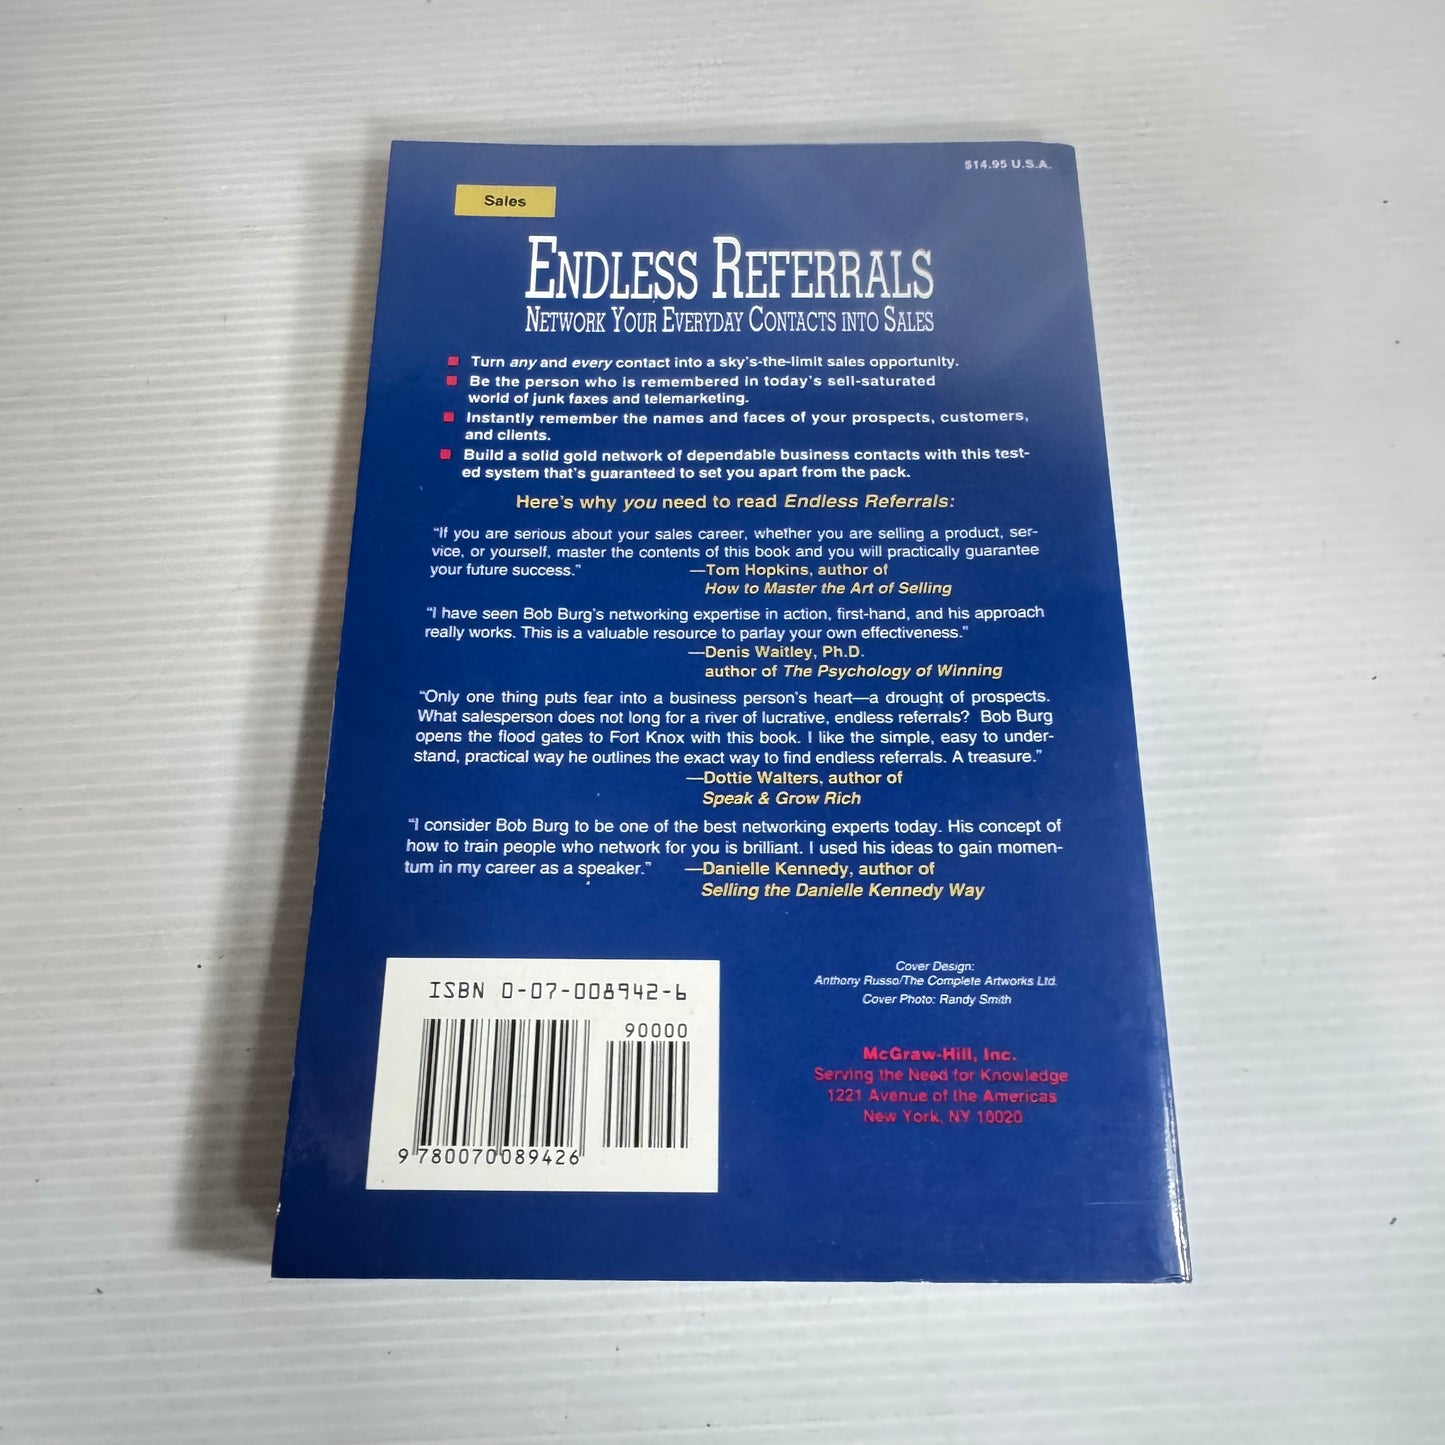 $14.95 U.S.A.
Sales
ENDLESS REFERRALS
NETWORK YOUR EVERYDAY CONTACTS INTO SALES
Turn any and every contact into a sky's-the-limit sales opportunity.
Be the person who is remembered in today's sell-saturated
world of junk faxes and telemarketing.
Instantly remember the names and faces of your prospects, customers,
and clients.
Build a solid gold network of dependable business contacts with this test-
ed system that's guaranteed to set you apart from the pack.
Here's why you need to read Endless Referrals:
"If you are serious about your sales career, whether you are selling a product, ser-
vice, or yourself, master the contents of this book and you will practically guarantee
your future success." —Tom Hopkins, author of
How to Master the Art of Selling
"I have seen Bob Burg's networking expertise in action, first-hand, and his approach
really works. This is a valuable resource to parlay your own effectiveness."
—Denis Waitley, Ph.D.
author of The Psychology of Winning
"Only one thing puts fear into a business person's heart—a drought of prospects.
What salesperson does not long for a river of lucrative, endless referrals? Bob Burg
opens the flood gates to Fort Knox with this book. I like the simple, easy to under-
stand, practical way he outlines the exact way to find endless referrals. A treasure."
—Dottie Walters, author of
Speak & Grow Rich
"I consider Bob Burg to be one of the best networking experts today. His concept of
how to train people who network for you is brilliant. I used his ideas to gain momen-
tum in my career as a speaker." —Danielle Kennedy, author of
Selling the Danielle Kennedy Way
ISBN 0-07-008942-6
90000
9 780070 089426
Cover Design:
Anthony Russo/The Complete Artworks Ltd.
Cover Photo: Randy Smith
McGraw-Hill, Inc.
Serving the Need for Knowledge
1221 Avenue of the Americas
New York, NY 10020